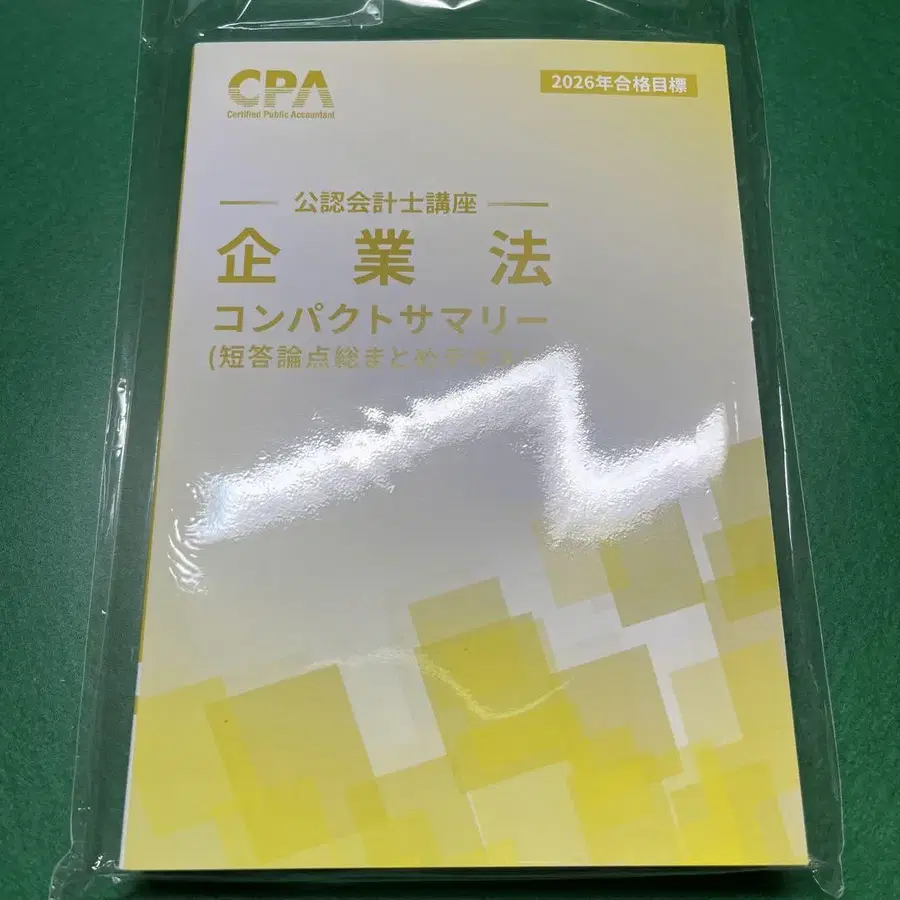 CPA
Certified Public Accountant
2026年合格目標
公認会計士講座
企業法
コンパクトサマリー
(短答論点総まとめ